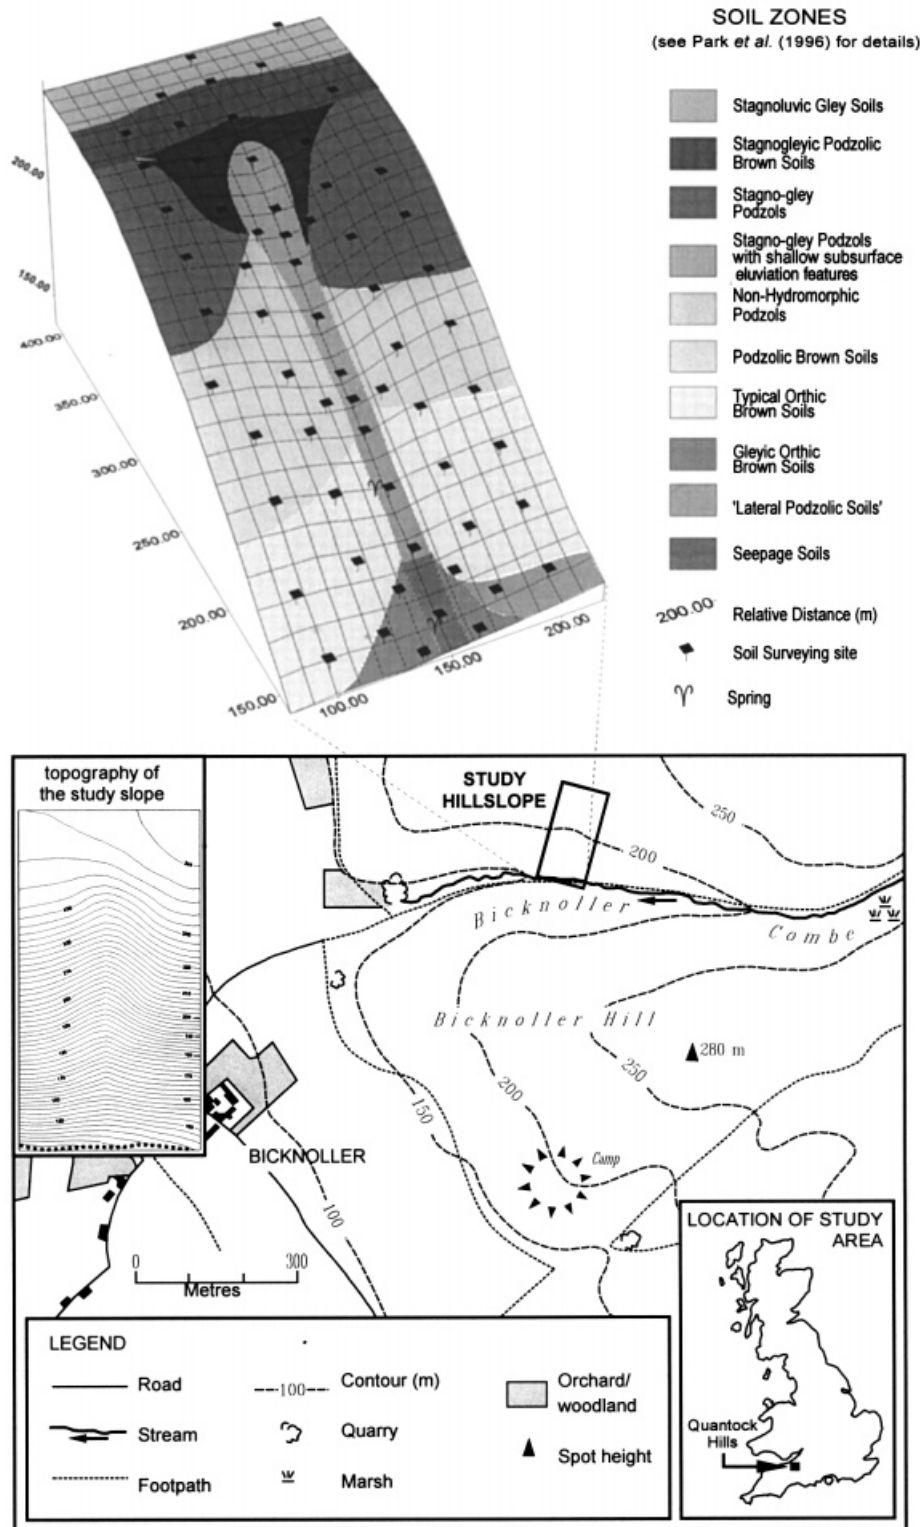 SOIL ZONES
(see Park et al. (1996) for details)
Stagnoluvic Gley Soils
Stagnogleyic Podzolic
Brown Soils
Stagno-gley
Podzols
Stagno-gley Podzols
with shallow subsurface
eluviation features
Non-Hydromorphic
Podzols
Podzolic Brown Soils
Typical Orthic
Brown Soils
Gleyic Orthic
Brown Soils
'Lateral Podzolic Soils'
Seepage Soils
200.00 Relative Distance (m)
Soil Surveying site
Spring
200.00
150.00
400.00
350.00
300.00
250.00
200.00
150.00
100.00
150.00
200.00
topography of
the study slope
STUDY
HILLSLOPE
250
200
Bicknoller
Combe
Bicknoller Hill
280 m
250
200
150
Camp
BICKNOLLER
100
0 300
Metres
LOCATION OF STUDY
AREA
Quantock
Hills
LEGEND
Road
Stream
Footpath
100 Contour (m)
Quarry
Marsh
Orchard/
woodland
Spot height